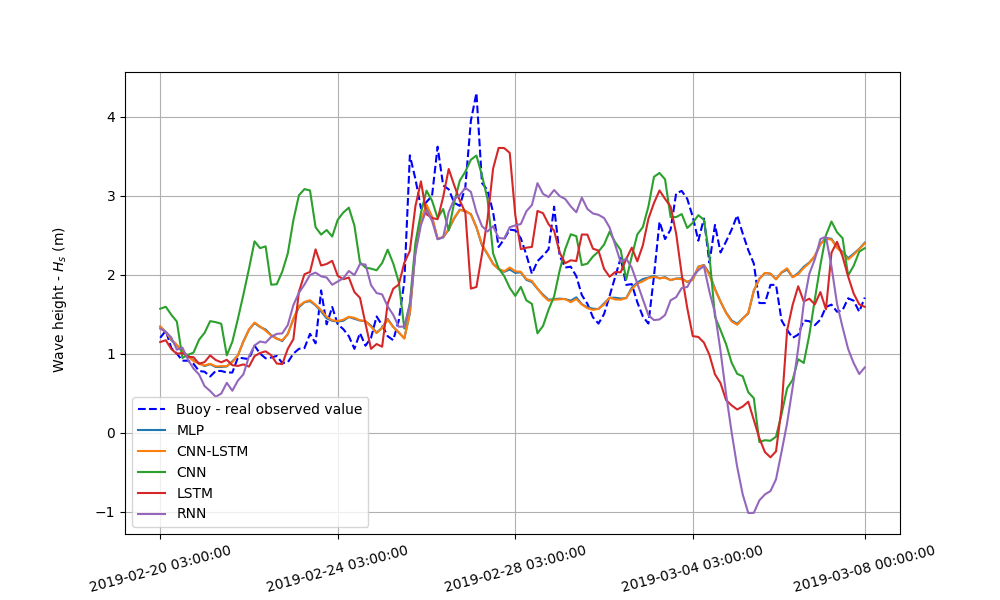 4
3
2
1
0
−1
Wave height - Hs (m)
Buoy - real observed value
MLP
CNN-LSTM
CNN
LSTM
RNN
2019-02-20 03:00:00
2019-02-24 03:00:00
2019-02-28 03:00:00
2019-03-04 03:00:00
2019-03-08 00:00:00